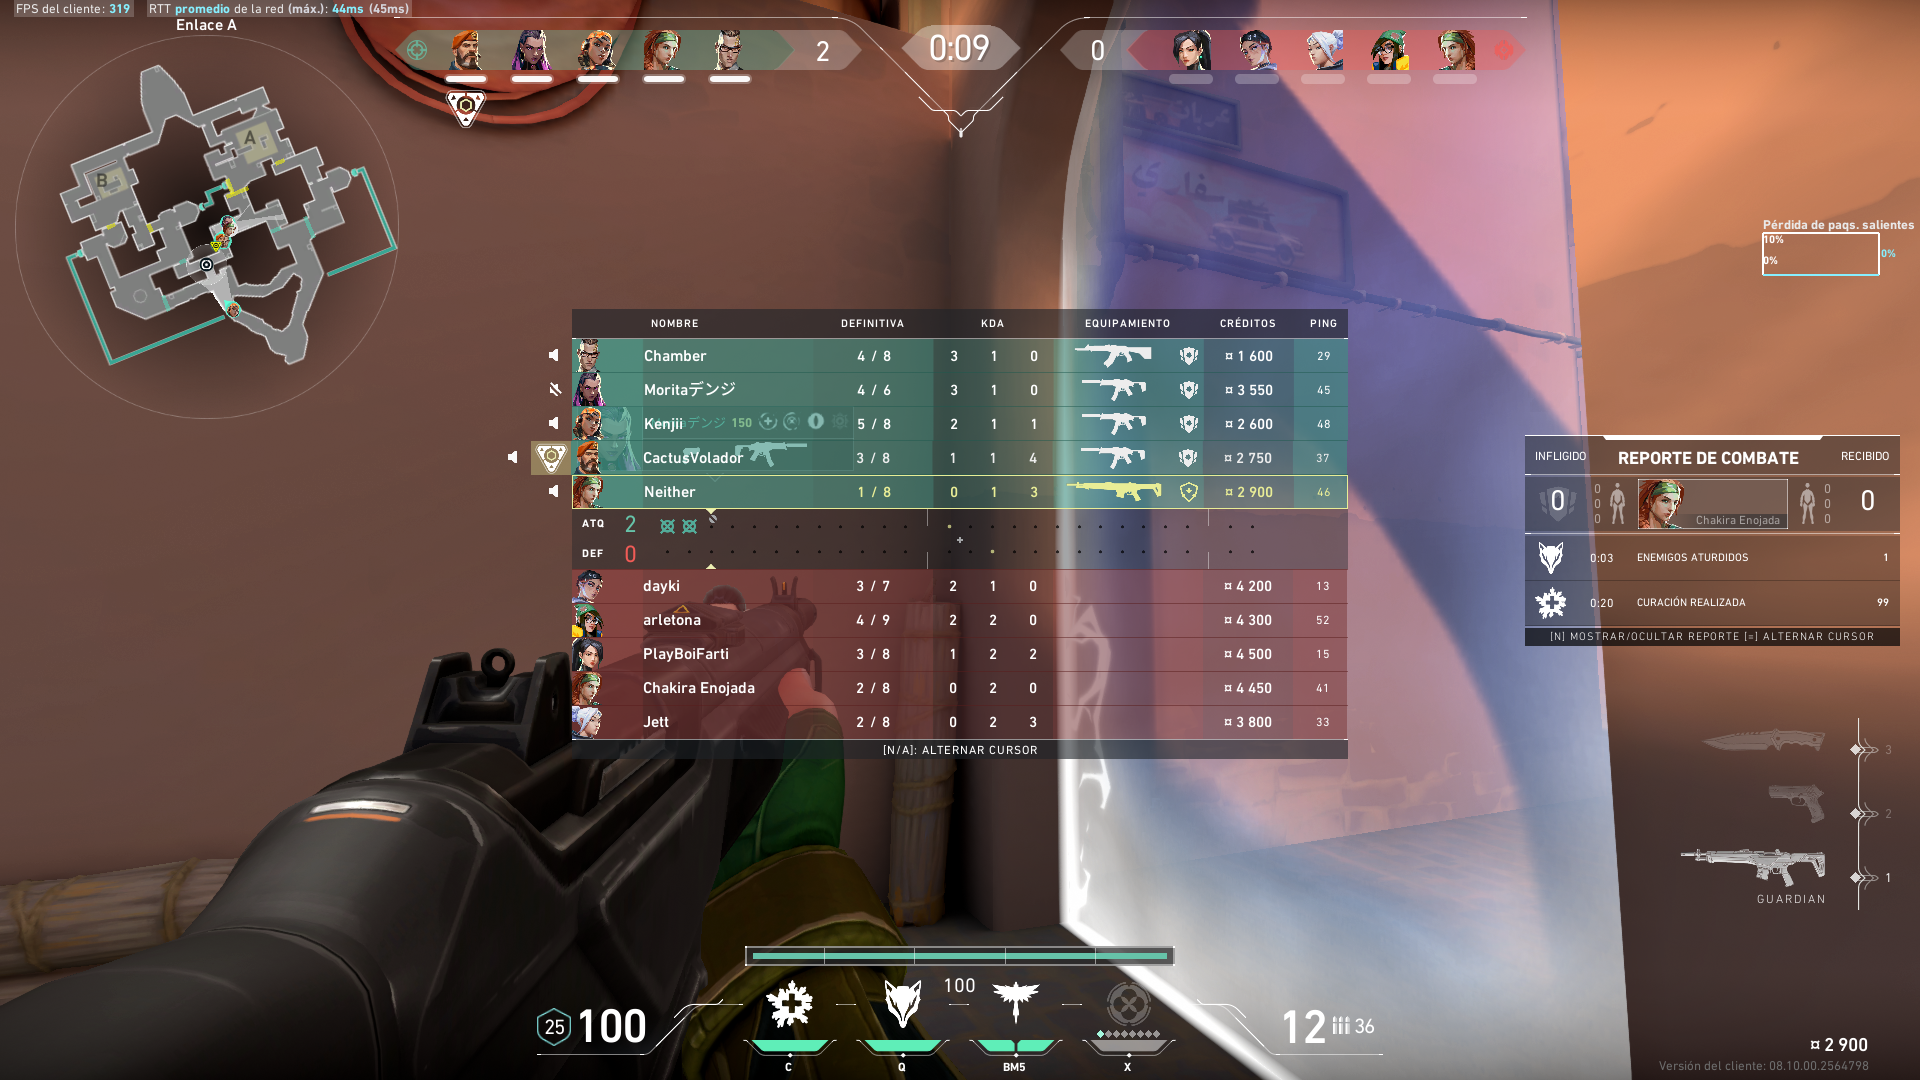 FPS del cliente: 319 RTT promedio de la red (máx.): 44ms (45ms)
Enlace A
2 0:09 0
A
B
Pérdida de paqs. salientes
10%
0% 0%
NOMBRE DEFINITIVA KDA EQUIPAMIENTO CRÉDITOS PING
Chamber 4 / 8 3 1 0 ¤ 1 600 29
Moritaデンジ 4 / 6 3 1 0 ¤ 3 550 45
Kenjii デンジ 150 5 / 8 2 1 1 ¤ 2 600 48
CactusVolador 3 / 8 1 1 4 ¤ 2 750 37
Neither 1 / 8 0 1 3 ¤ 2 900 46
ATQ 2
DEF 0
dayki 3 / 7 2 1 0 ¤ 4 200 13
arletona 4 / 9 2 2 0 ¤ 4 300 52
PlayBoiFarti 3 / 8 1 2 2 ¤ 4 500 15
Chakira Enojada 2 / 8 0 2 0 ¤ 4 450 41
Jett 2 / 8 0 2 3 ¤ 3 800 33
[N/A]: ALTERNAR CURSOR
INFLIGIDO REPORTE DE COMBATE RECIBIDO
0 0 0 0 Chakira Enojada 0 0 0 0
0:03 ENEMIGOS ATURDIDOS 1
0:20 CURACIÓN REALIZADA 99
[N] MOSTRAR/OCULTAR REPORTE [=] ALTERNAR CURSOR
3
2
1
GUARDIAN
100
25 100
12 36
C Q BM5 X
¤ 2 900
Versión del cliente: 08.10.00.2564798